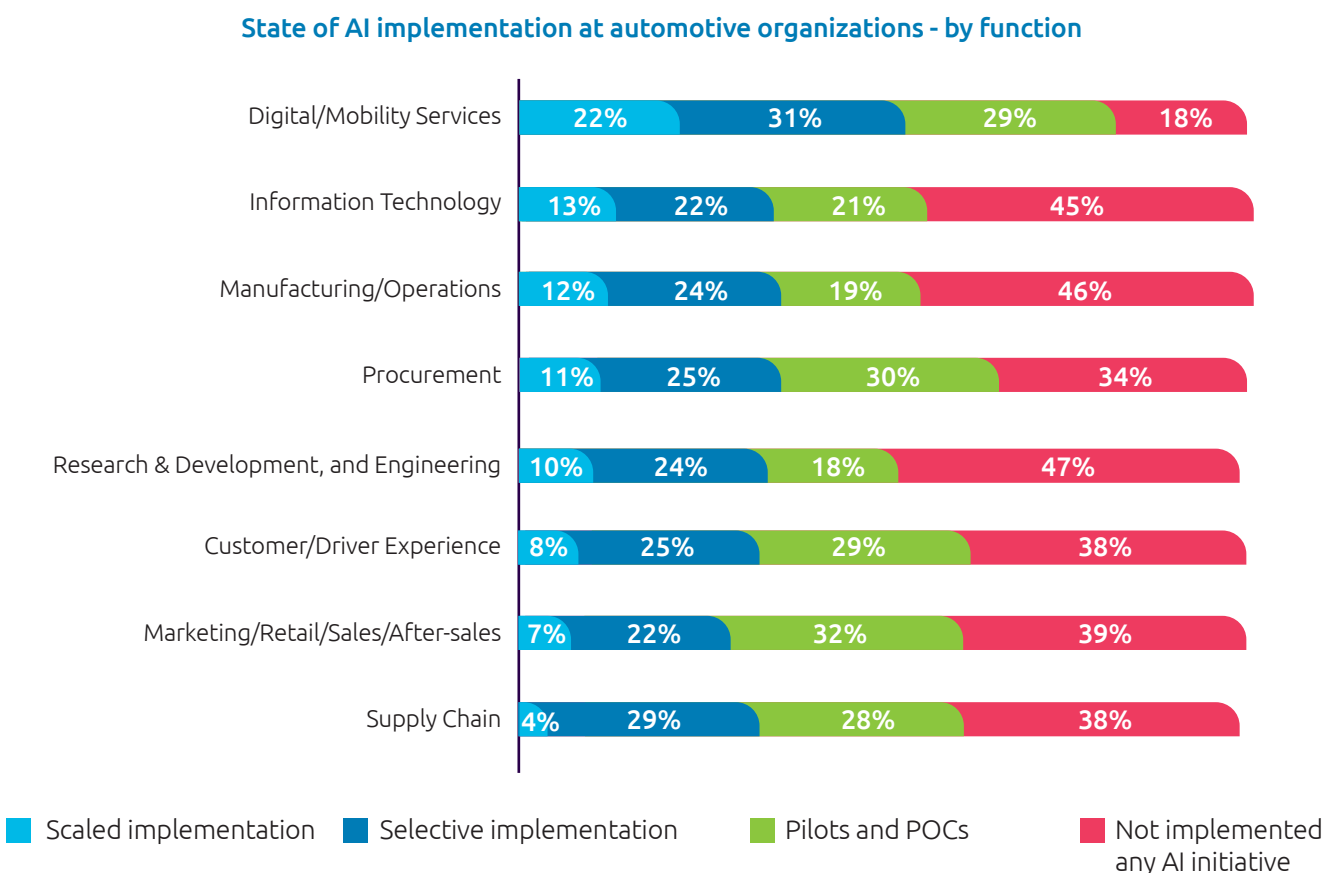 State of AI implementation at automotive organizations - by function
Digital/Mobility Services 22% 31% 29% 18%
Information Technology 13% 22% 21% 45%
Manufacturing/Operations 12% 24% 19% 46%
Procurement 11% 25% 30% 34%
Research & Development, and Engineering 10% 24% 18% 47%
Customer/Driver Experience 8% 25% 29% 38%
Marketing/Retail/Sales/After-sales 7% 22% 32% 39%
Supply Chain 4% 29% 28% 38%
Scaled implementation Selective implementation Pilots and POCs Not implemented
any AI initiative